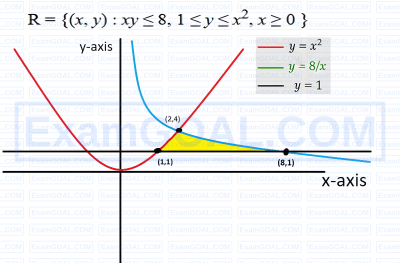 R = {(x, y) : xy ≤ 8, 1 ≤ y ≤ x², x ≥ 0 }
y-axis
y = x²
y = 8/x
y = 1
(2,4)
ExamGOAL.COM
(1,1)
(8,1)
x-axis